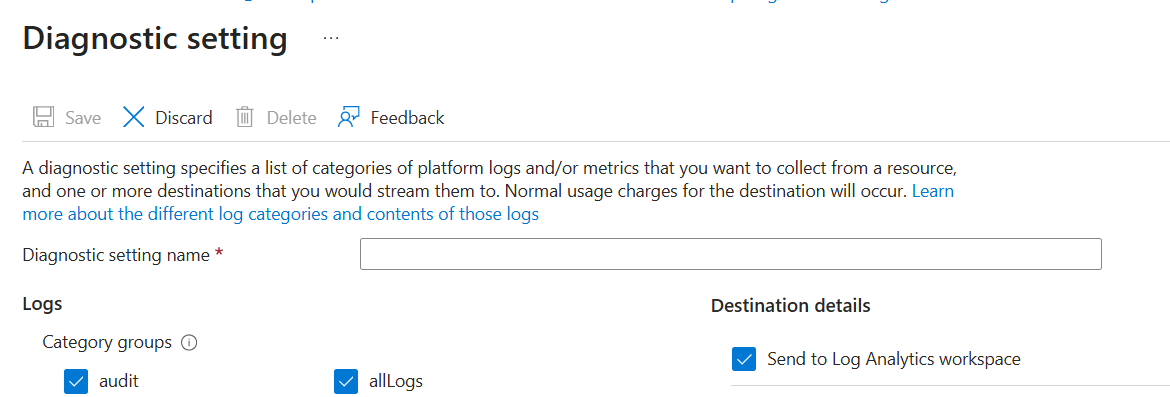 Diagnostic setting ...
Save Discard Delete Feedback
A diagnostic setting specifies a list of categories of platform logs and/or metrics that you want to collect from a resource,
and one or more destinations that you would stream them to. Normal usage charges for the destination will occur. Learn
more about the different log categories and contents of those logs
Diagnostic setting name *
Logs
Destination details
Category groups
Send to Log Analytics workspace
audit allLogs